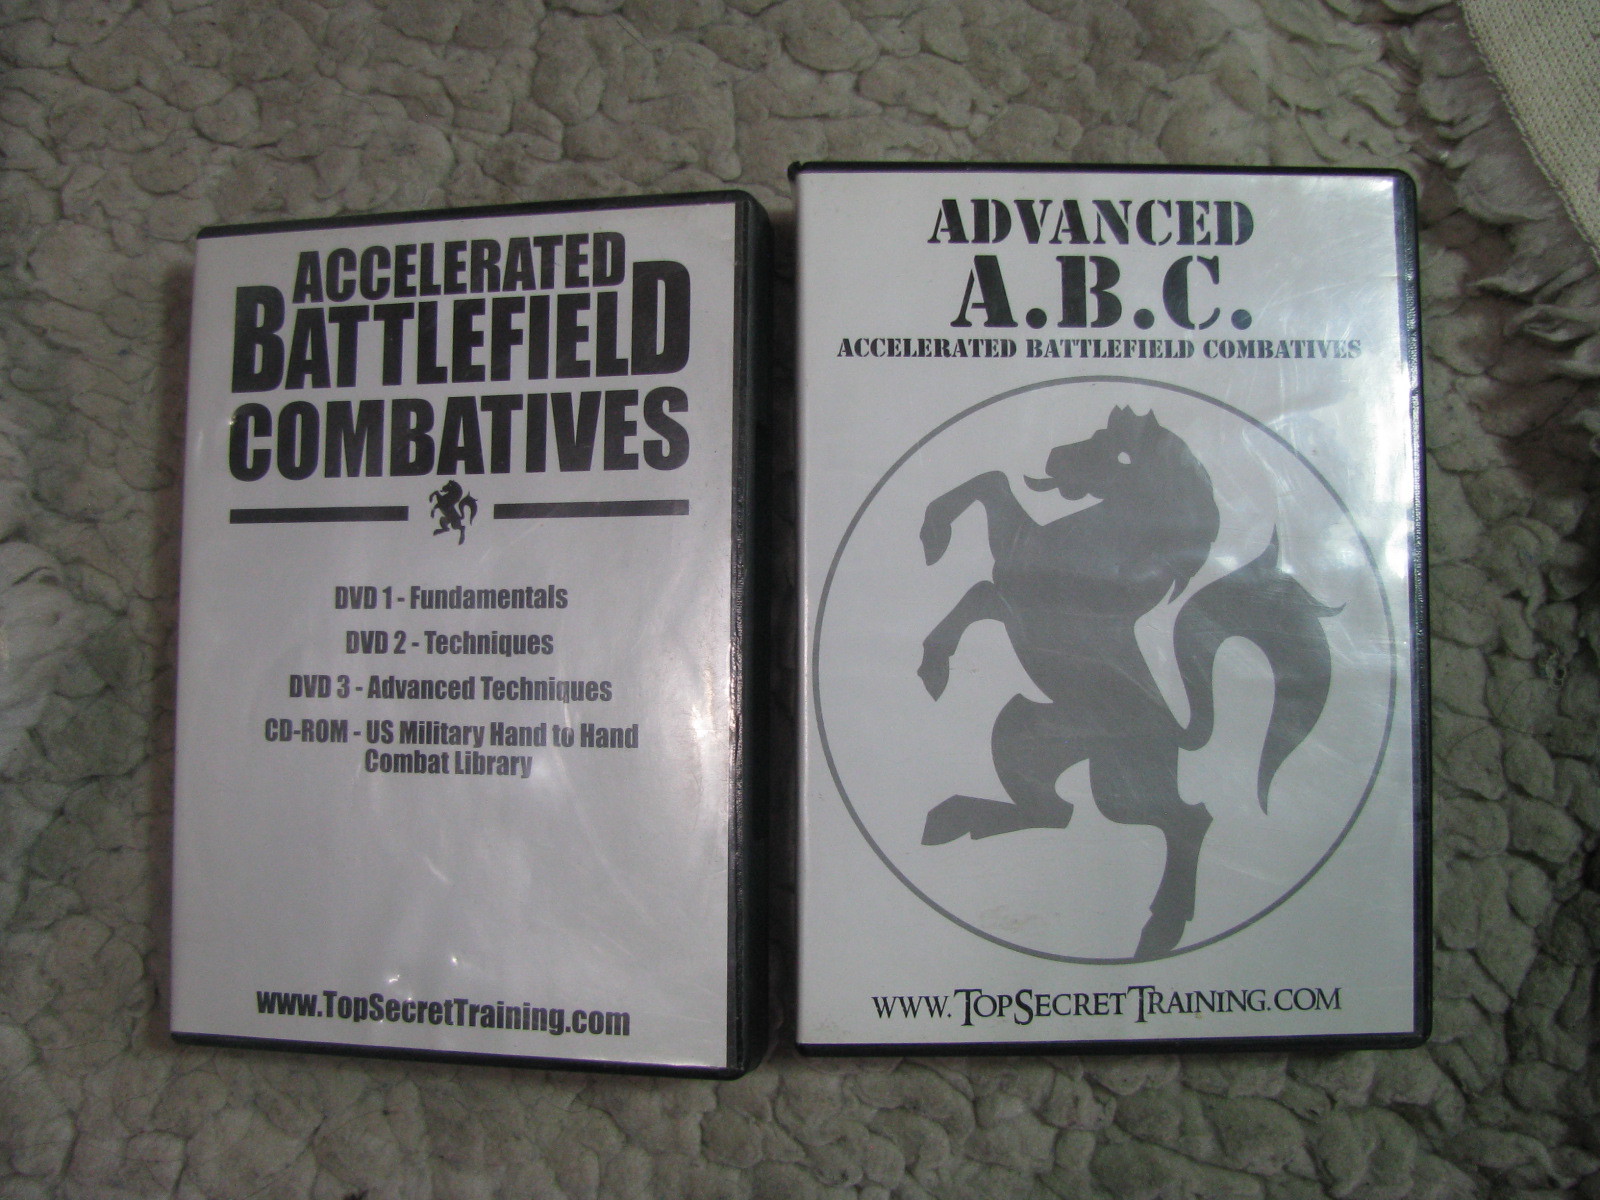 ACCELERATED
BATTLEFIELD
COMBATIVES
DVD 1 - Fundamentals
DVD 2 - Techniques
DVD 3 - Advanced Techniques
CD-ROM - US Military Hand to Hand
Combat Library
www.TopSecretTraining.com
ADVANCED
A.B.C.
ACCELERATED BATTLEFIELD COMBATIVES
WWW.TOPSECRETTRAINING.COM